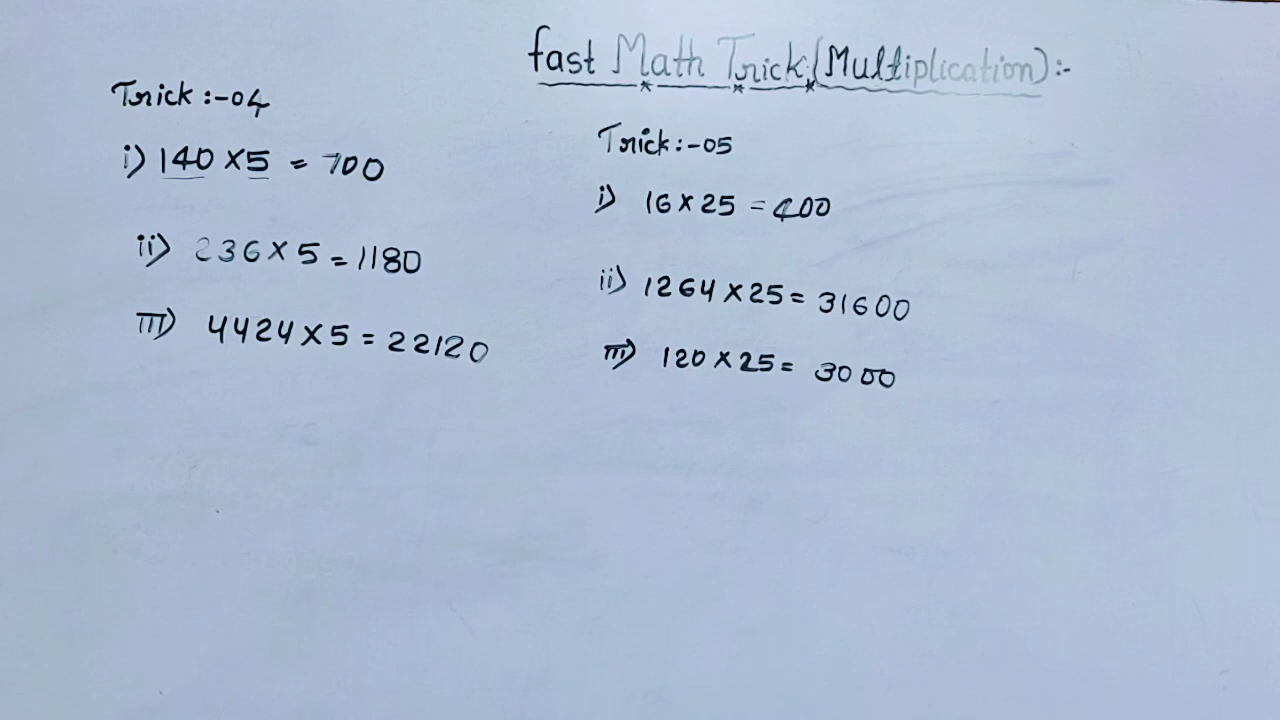 fast Math Trick:(Multiplication):-
Trick:-04
i) 140 × 5 = 700
ii) 236 × 5 = 1180
iii) 4424 × 5 = 22120
Trick:-05
i) 16 × 25 = 400
ii) 1264 × 25 = 31600
iii) 120 × 25 = 3000